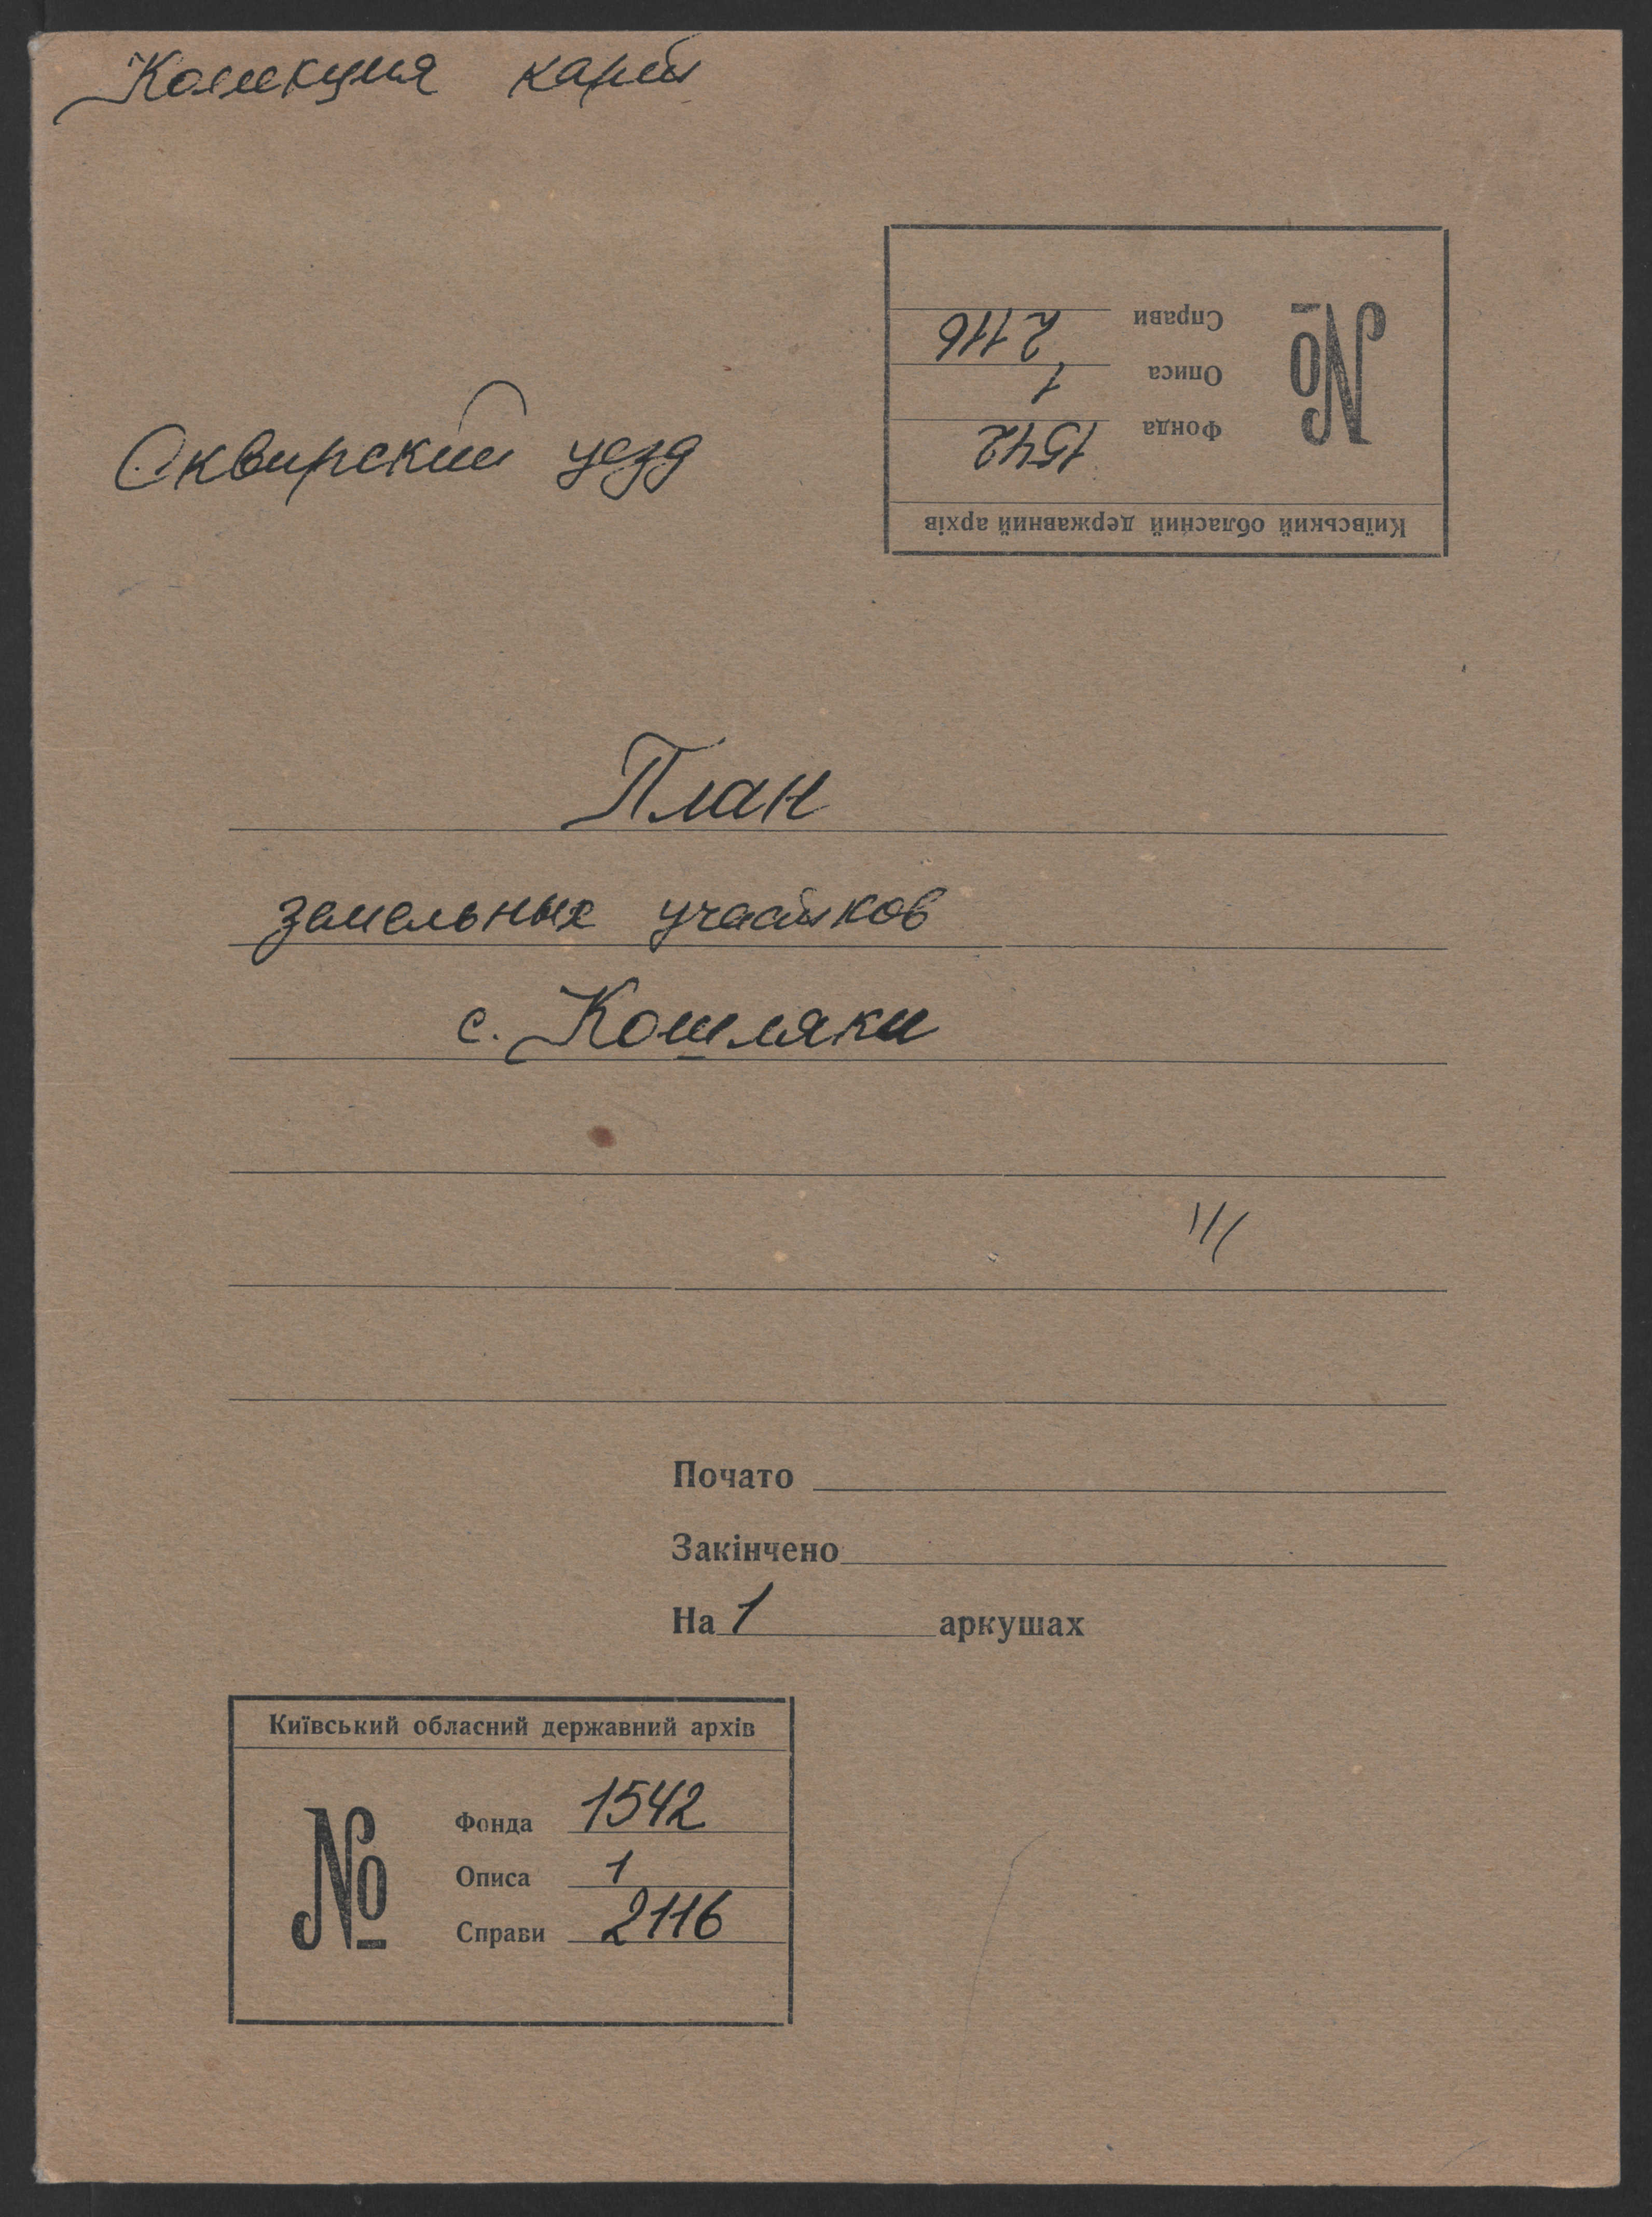 Коллекция карт
Справи 2116
Описа 1
Фонда 1542
Київський обласний державний архів
Сквирский уезд
План
земельных участков
с. Кошляки
Почато
Закінчено
На 1 аркушах
Київський обласний державний архів
№
Фонда 1542
Описа 1
Справи 2116
№